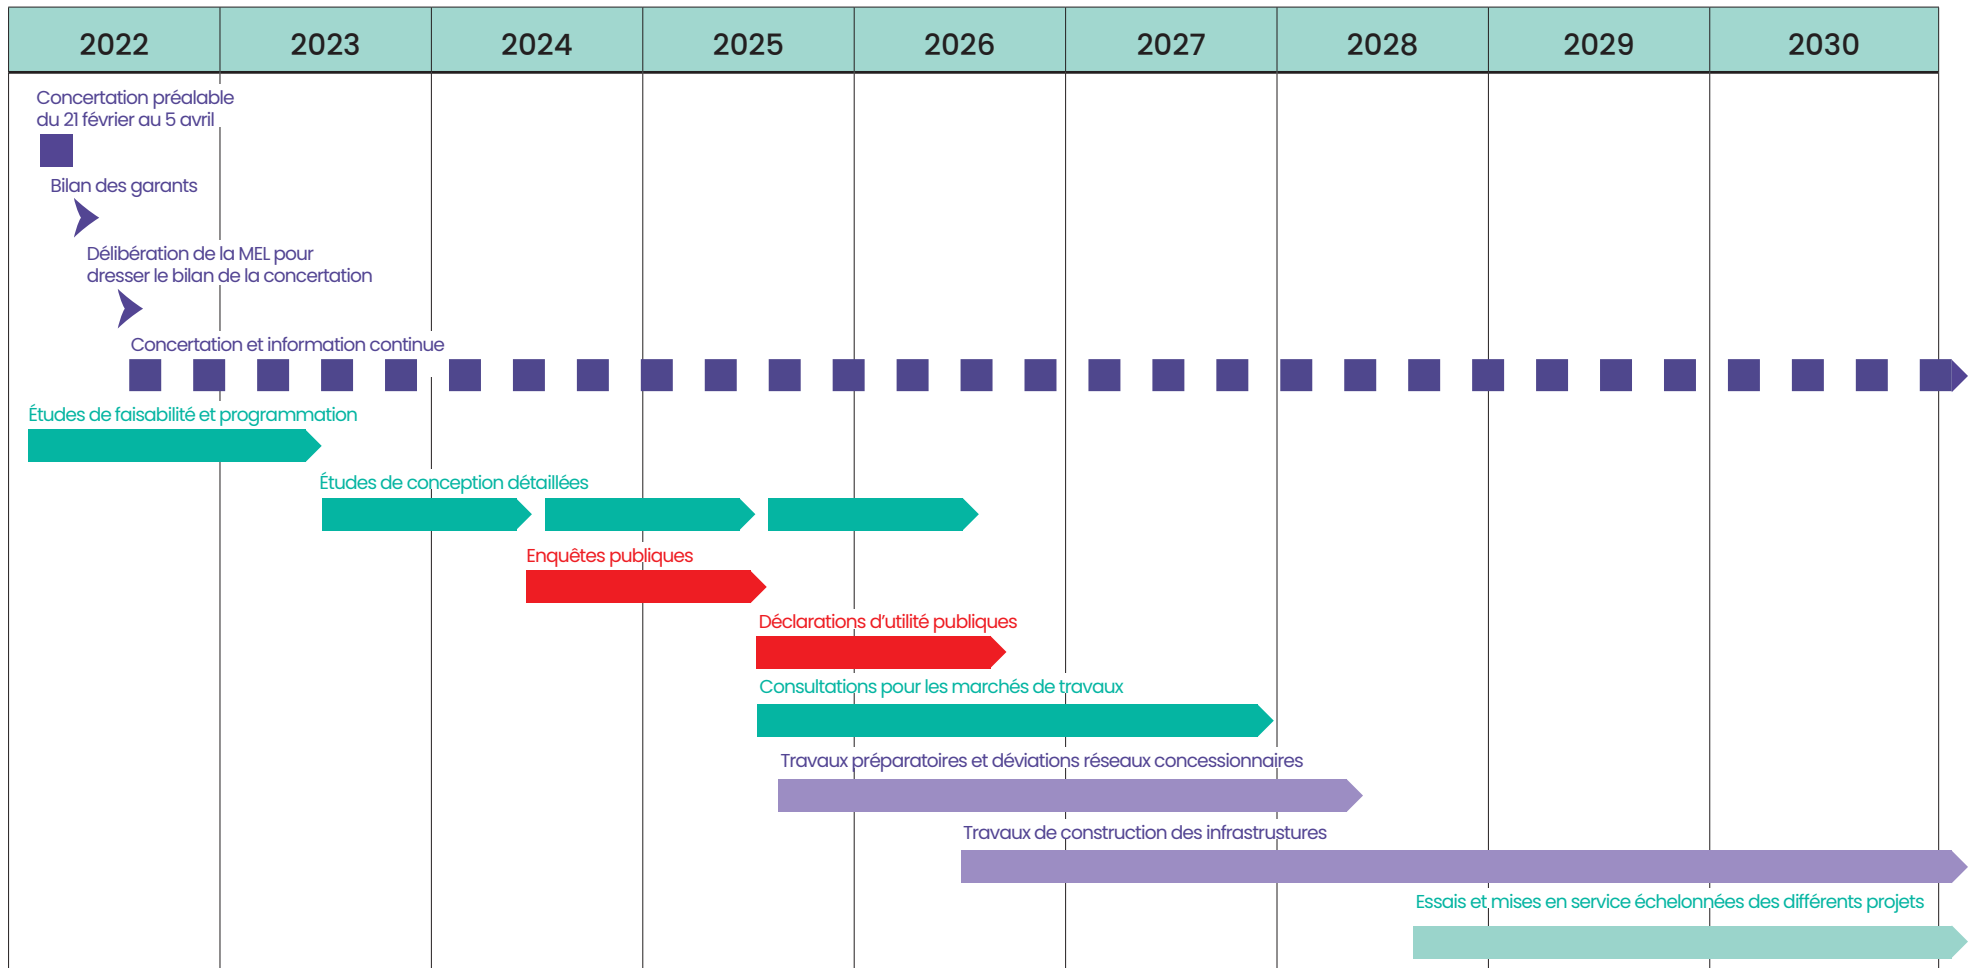 2022 2023 2024 2025 2026 2027 2028 2029 2030
Concertation préalable
du 21 février au 5 avril
Bilan des garants
Délibération de la MEL pour
dresser le bilan de la concertation
Concertation et information continue
Études de faisabilité et programmation
Études de conception détaillées
Enquêtes publiques
Déclarations d'utilité publiques
Consultations pour les marchés de travaux
Travaux préparatoires et déviations réseaux concessionnaires
Travaux de construction des infrastrustures
Essais et mises en service échelonnées des différents projets